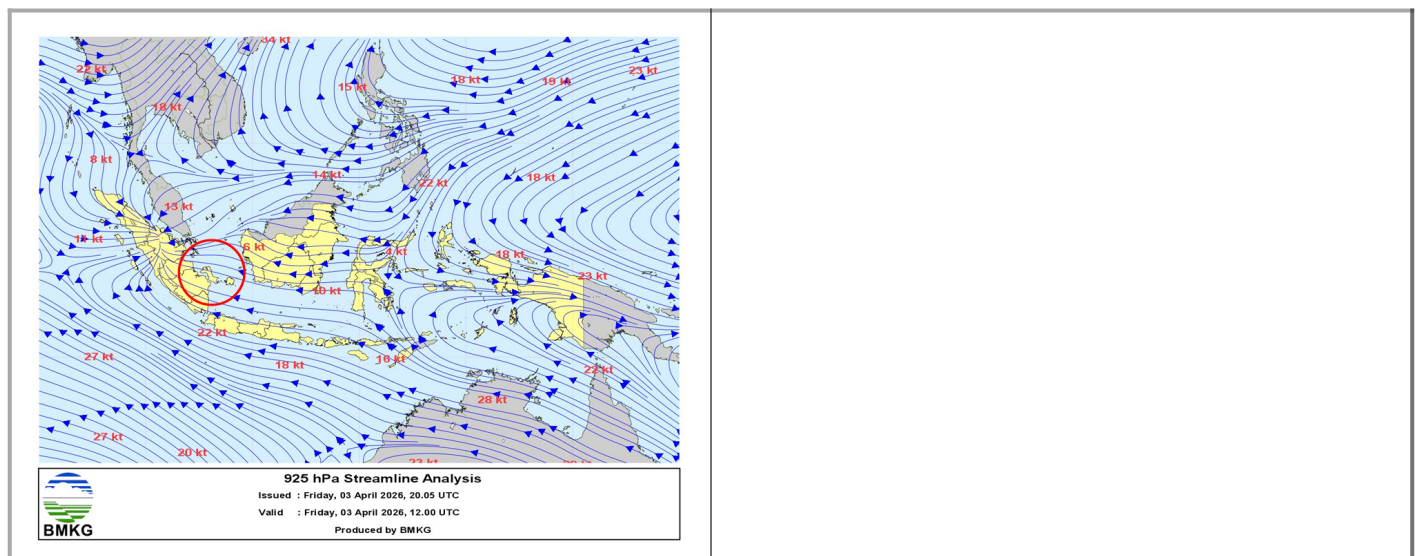 34 kt
22 kt
18 kt
19 kt
23 kt
15 kt
18 kt
8 kt
14 kt
18 kt
22 kt
13 kt
11 kt
6 kt
4 kt
18 kt
23 kt
10 kt
22 kt
27 kt
18 kt
16 kt
22 kt
28 kt
27 kt
20 kt
23 kt
925 hPa Streamline Analysis
Issued : Friday, 03 April 2026, 20.05 UTC
Valid : Friday, 03 April 2026, 12.00 UTC
Produced by BMKG
BMKG